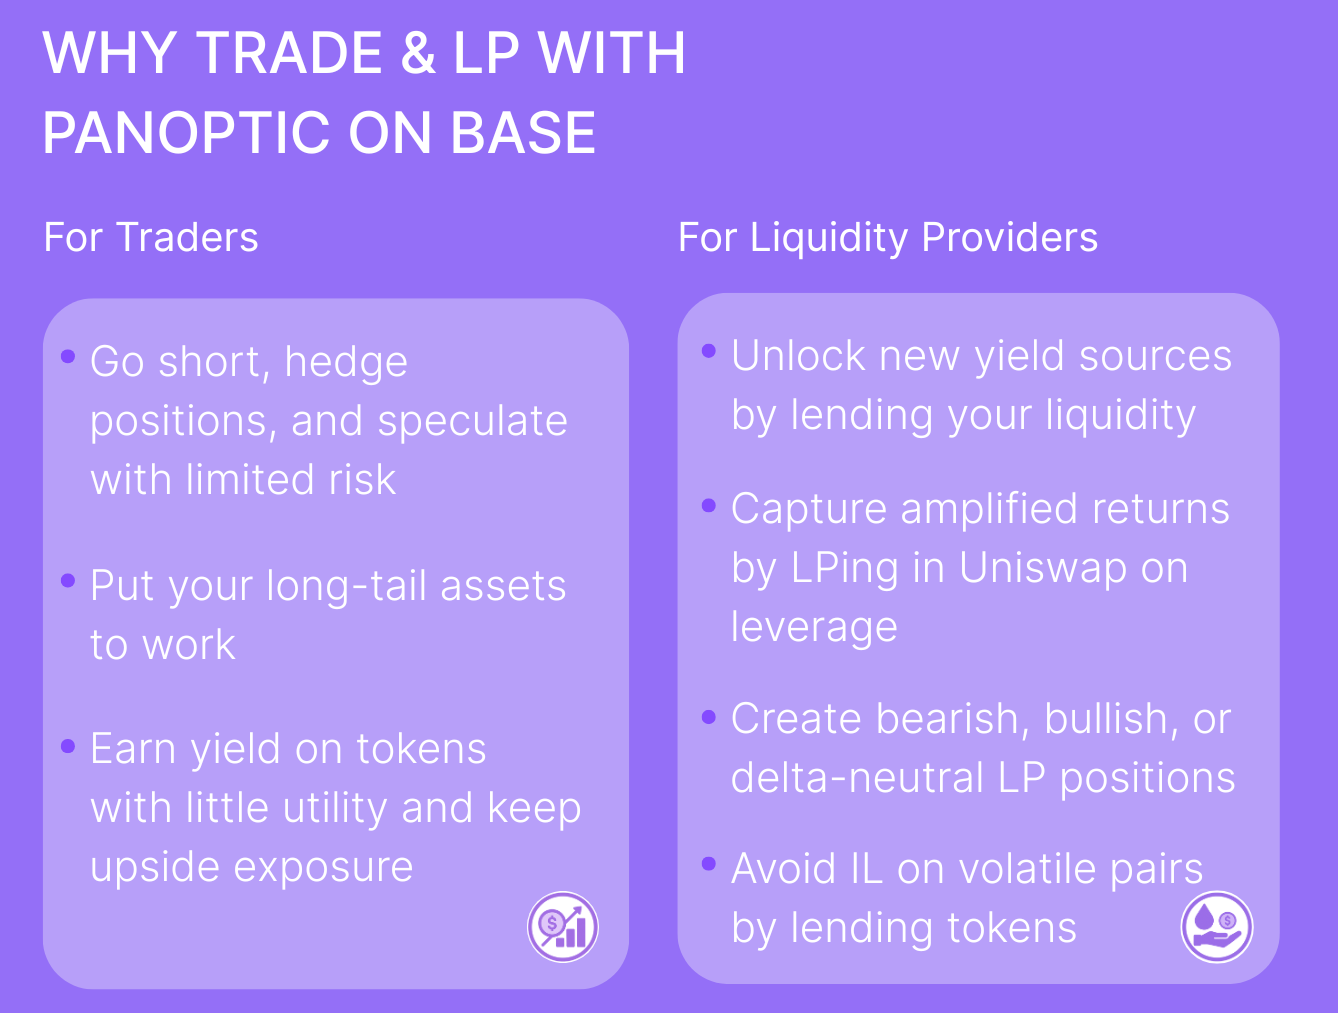 WHY TRADE & LP WITH
PANOPTIC ON BASE
For Traders
Go short, hedge
positions, and speculate
with limited risk
Put your long-tail assets
to work
Earn yield on tokens
with little utility and keep
upside exposure
$
For Liquidity Providers
Unlock new yield sources
by lending your liquidity
Capture amplified returns
by LPing in Uniswap on
leverage
Create bearish, bullish, or
delta-neutral LP positions
Avoid IL on volatile pairs
by lending tokens
$